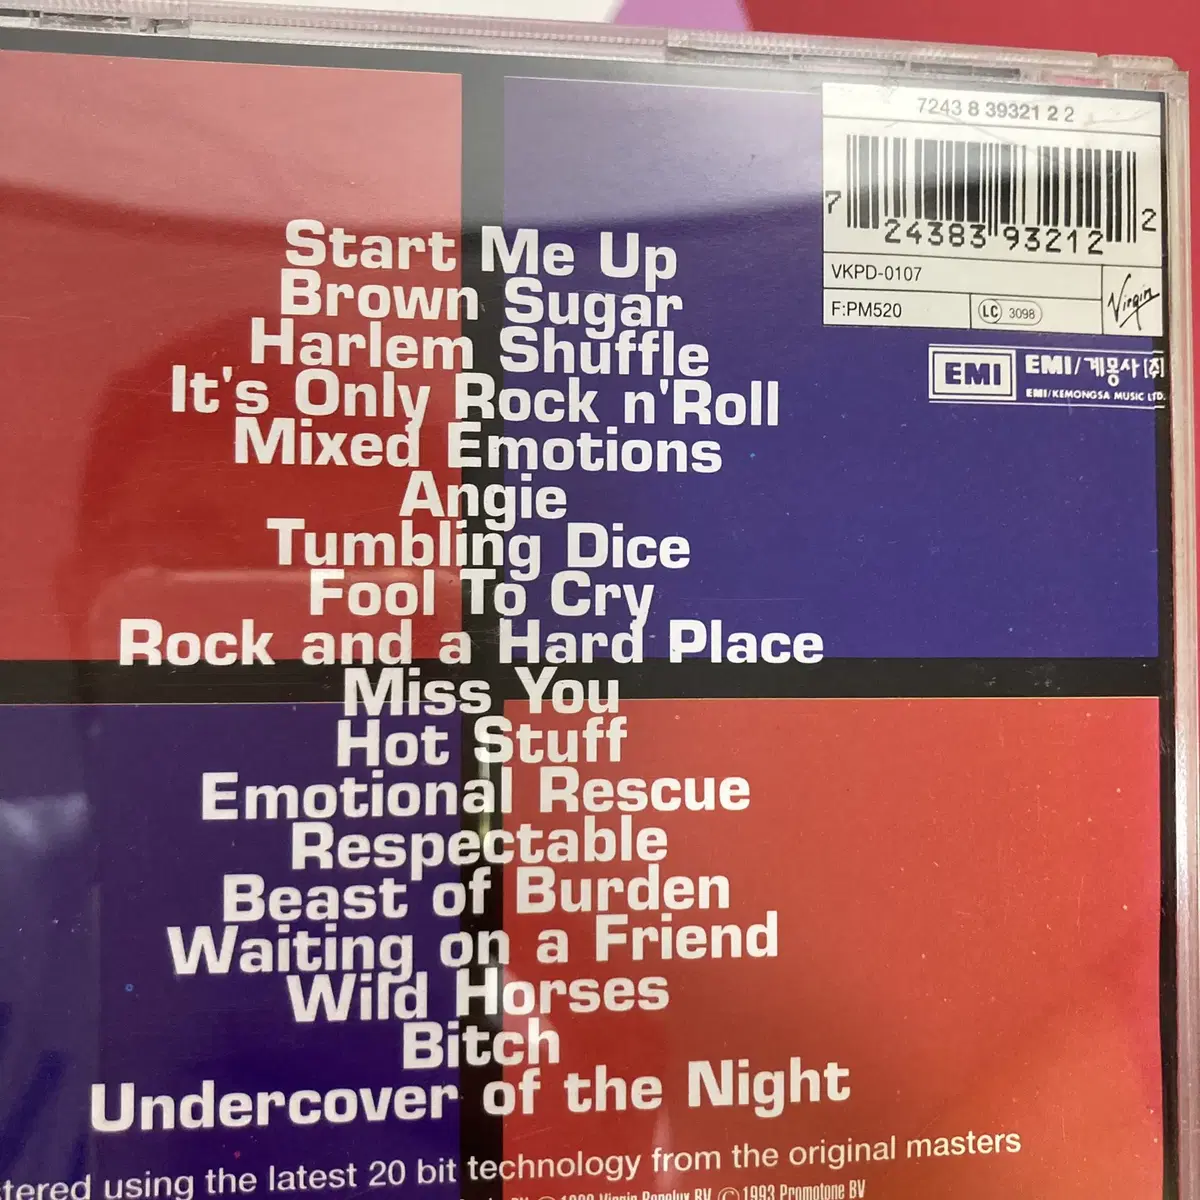 7243 8 39321 2 2
7 24383 93212 2
VKPD-0107
F:PM520
LC 3098
Virgin
EMI
EMI/계몽사(주)
EMI/KEMONGSA MUSIC LTD.
Start Me Up
Brown Sugar
Harlem Shuffle
It's Only Rock n'Roll
Mixed Emotions
Angie
Tumbling Dice
Fool To Cry
Rock and a Hard Place
Miss You
Hot Stuff
Emotional Rescue
Respectable
Beast of Burden
Waiting on a Friend
Wild Horses
Bitch
Undercover of the Night
tered using the latest 20 bit technology from the original masters
Virgin Benelux BV © 1993 Promotone BV